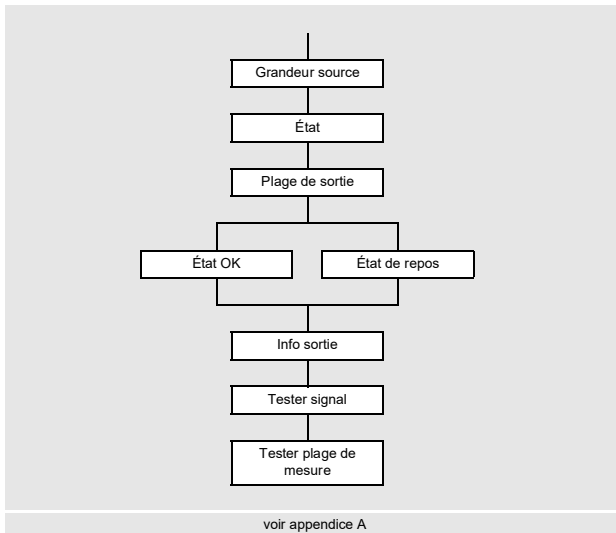 Grandeur source
État
Plage de sortie
État OK
État de repos
Info sortie
Tester signal
Tester plage de
mesure
voir appendice A